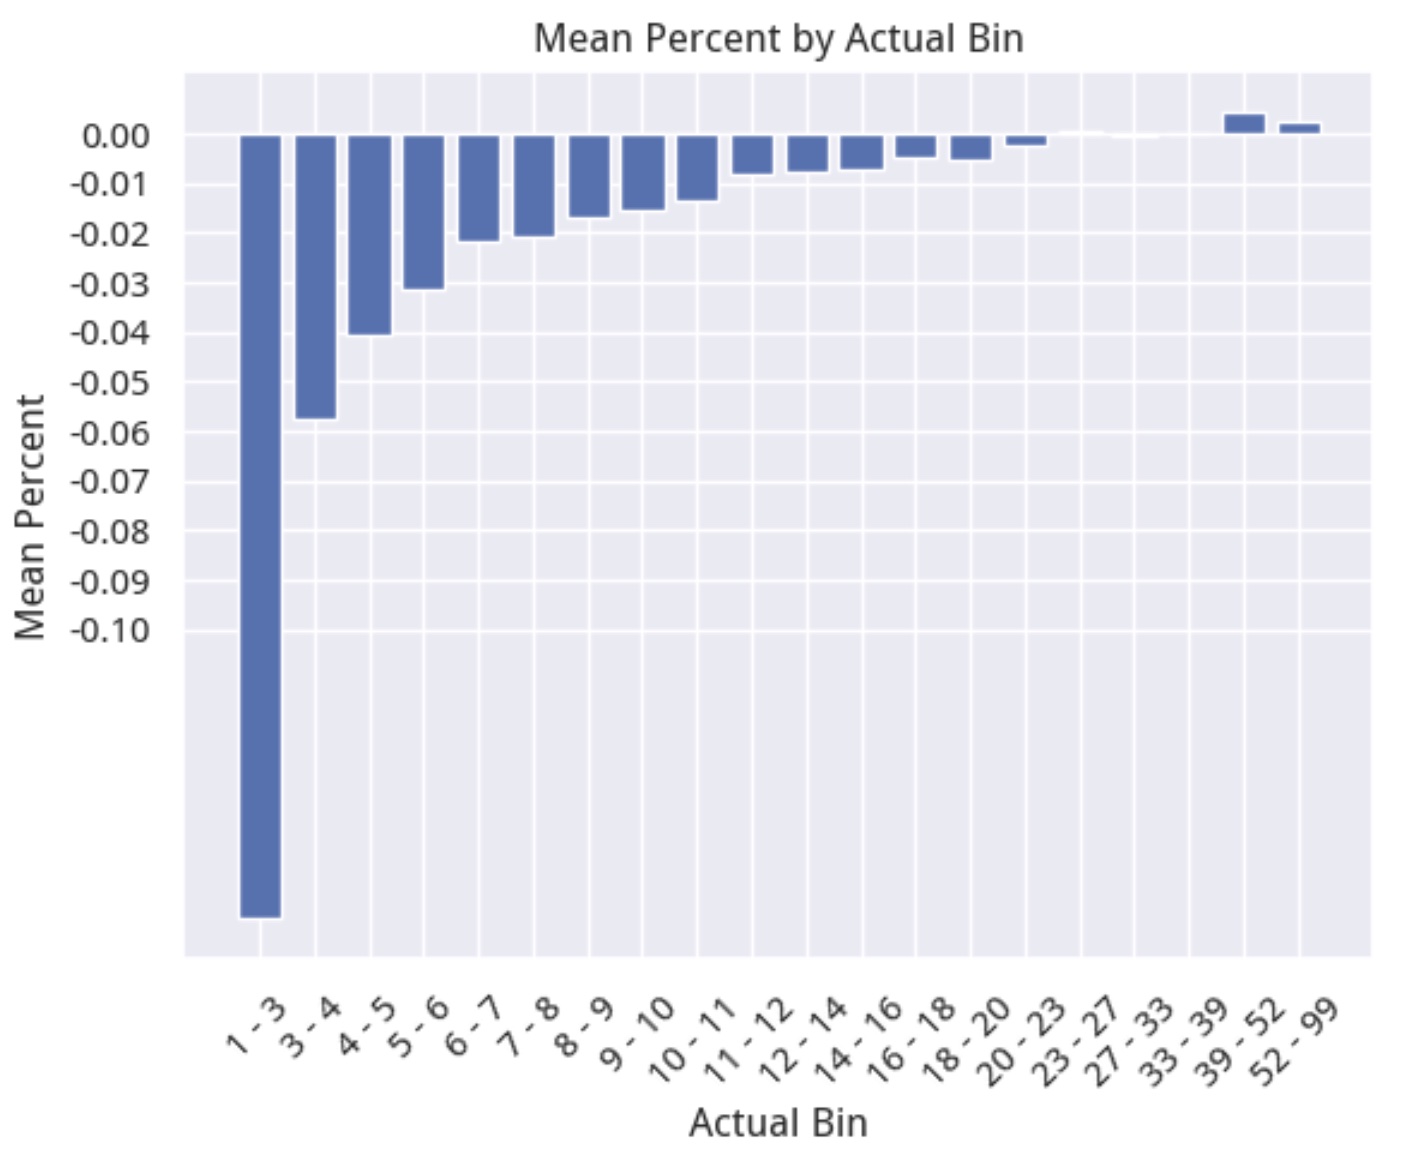 Mean Percent by Actual Bin
0.00
-0.01
-0.02
-0.03
-0.04
-0.05
-0.06
-0.07
-0.08
-0.09
-0.10
Mean Percent
1 - 3
3 - 4
4 - 5
5 - 6
6 - 7
7 - 8
8 - 9
9 - 10
10 - 11
11 - 12
12 - 14
14 - 16
16 - 18
18 - 20
20 - 23
23 - 27
27 - 33
33 - 39
39 - 52
52 - 99
Actual Bin